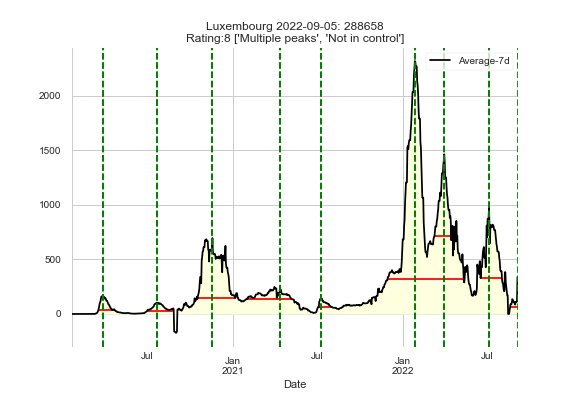 Luxembourg 2022-09-05: 288658
Rating:8 ['Multiple peaks', 'Not in control']
Average-7d
2000
1500
1000
500
0
Jul
Jan
2021
Jul
Jan
2022
Jul
Date